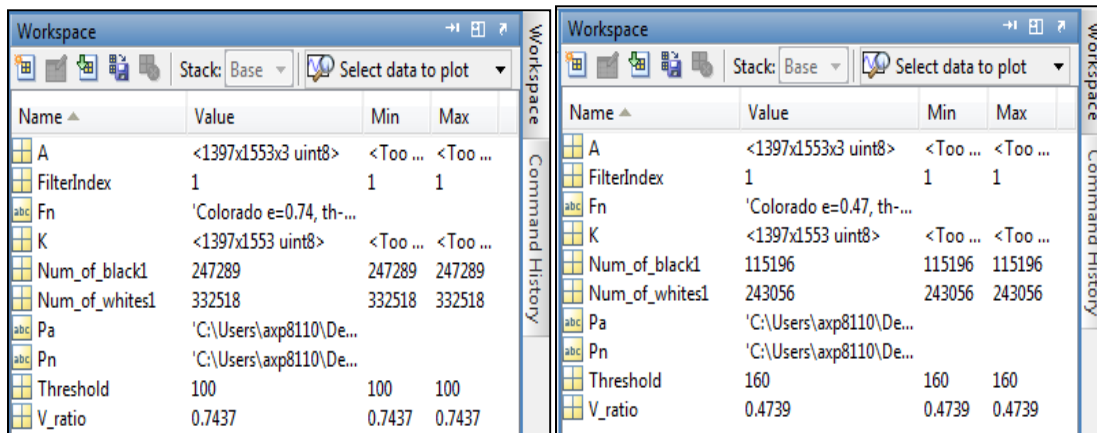 Workspace
Stack: Base Select data to plot
Name Value Min Max
A <1397x1553x3 uint8> <Too ... <Too ...
FilterIndex 1 1 1
abc Fn 'Colorado e=0.74, th-...
K <1397x1553 uint8> <Too ... <Too ...
Num_of_black1 247289 247289 247289
Num_of_whites1 332518 332518 332518
abc Pa 'C:\Users\axp8110\De...
abc Pn 'C:\Users\axp8110\De...
Threshold 100 100 100
V_ratio 0.7437 0.7437 0.7437
Workspace
Command History
Workspace
Stack: Base Select data to plot
Name Value Min Max
A <1397x1553x3 uint8> <Too ... <Too ...
FilterIndex 1 1 1
abc Fn 'Colorado e=0.47, th-...
K <1397x1553 uint8> <Too ... <Too ...
Num_of_black1 115196 115196 115196
Num_of_whites1 243056 243056 243056
abc Pa 'C:\Users\axp8110\De...
abc Pn 'C:\Users\axp8110\De...
Threshold 160 160 160
V_ratio 0.4739 0.4739 0.4739
Workspace
Command History